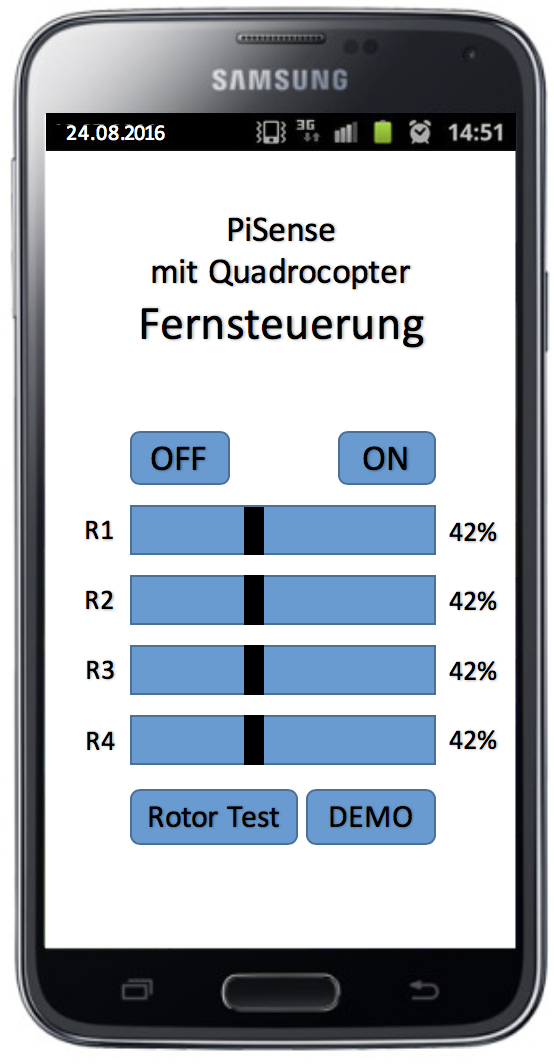 SAMSUNG
24.08.2016 3G 14:51
PiSense
mit Quadrocopter
Fernsteuerung
OFF ON
R1 42%
R2 42%
R3 42%
R4 42%
Rotor Test DEMO